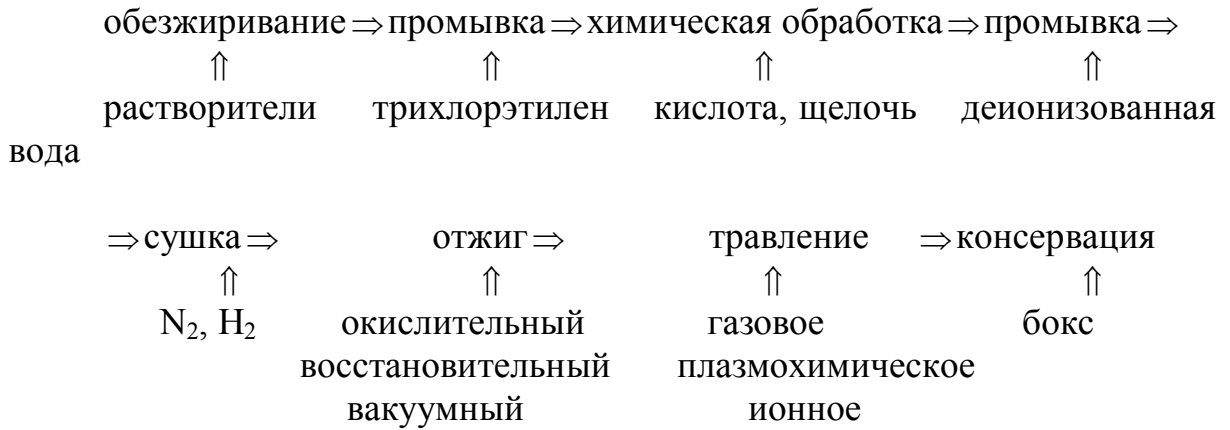 обезжиривание⇒промывка⇒химическая обработка⇒промывка⇒
⇑ ⇑ ⇑ ⇑
растворители трихлорэтилен кислота, щелочь деионизованная
вода
⇒сушка⇒ отжиг⇒ травление ⇒консервация
⇑ ⇑ ⇑ ⇑
N₂, H₂ окислительный газовое бокс
восстановительный плазмохимическое
вакуумный ионное